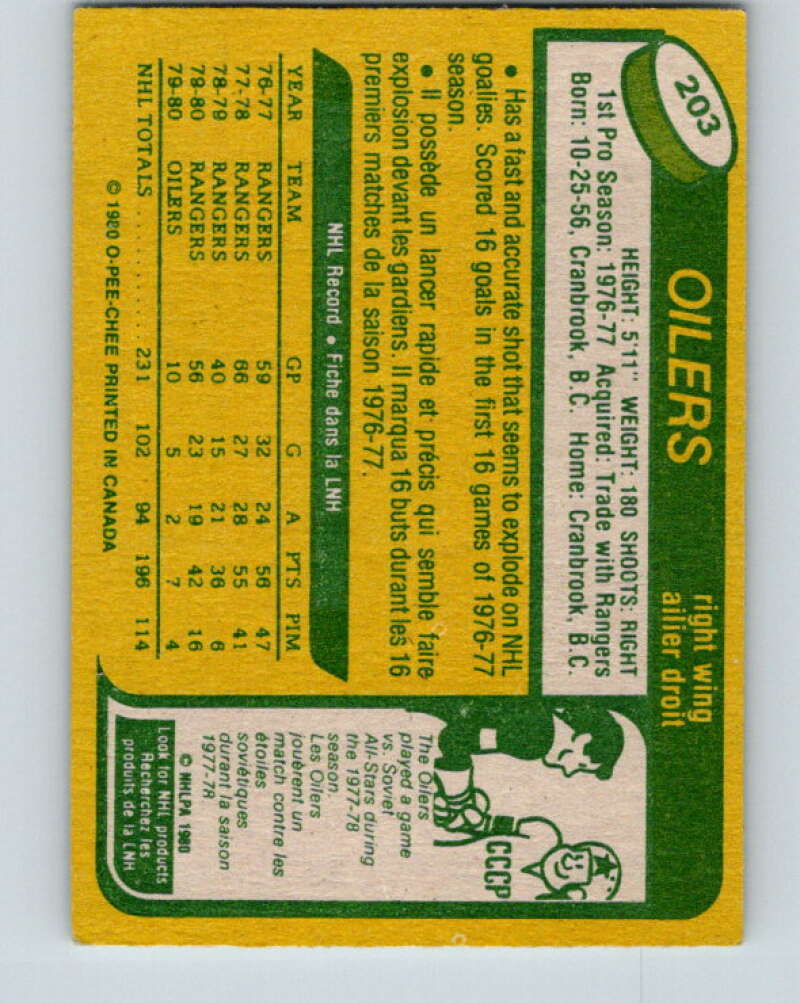 203
OILERS
right wing
ailier droit
HEIGHT: 5'11" WEIGHT: 180 SHOOTS: RIGHT
1st Pro Season: 1976-77 Acquired: Trade with Rangers
Born: 10-25-56, Cranbrook, B.C. Home: Cranbrook, B.C.
• Has a fast and accurate shot that seems to explode on NHL
goalies. Scored 16 goals in the first 16 games of 1976-77
season.
• Il possède un lancer rapide et précis qui semble faire
explosion devant les gardiens. Il marqua 16 buts durant les 16
premiers matches de la saison 1976-77.
NHL Record • Fiche dans la LNH
YEAR TEAM GP G A PTS PIM
76-77 RANGERS 59 32 24 56 47
77-78 RANGERS 66 27 28 55 41
78-79 RANGERS 40 15 21 36 6
79-80 RANGERS 56 23 19 42 16
79-80 OILERS 10 5 2 7 4
NHL TOTALS . . . . . . . . . . 231 102 94 196 114
© 1980 O-PEE-CHEE PRINTED IN CANADA
CCCP
The Oilers
played a game
vs. Soviet
All-Stars during
the 1977-78
season.
Les Oilers
jouèrent un
match contre les
étoiles
soviétiques
durant la saison
1977-78
© NHLPA 1980
Look for NHL products
Recherchez les
produits de la LNH